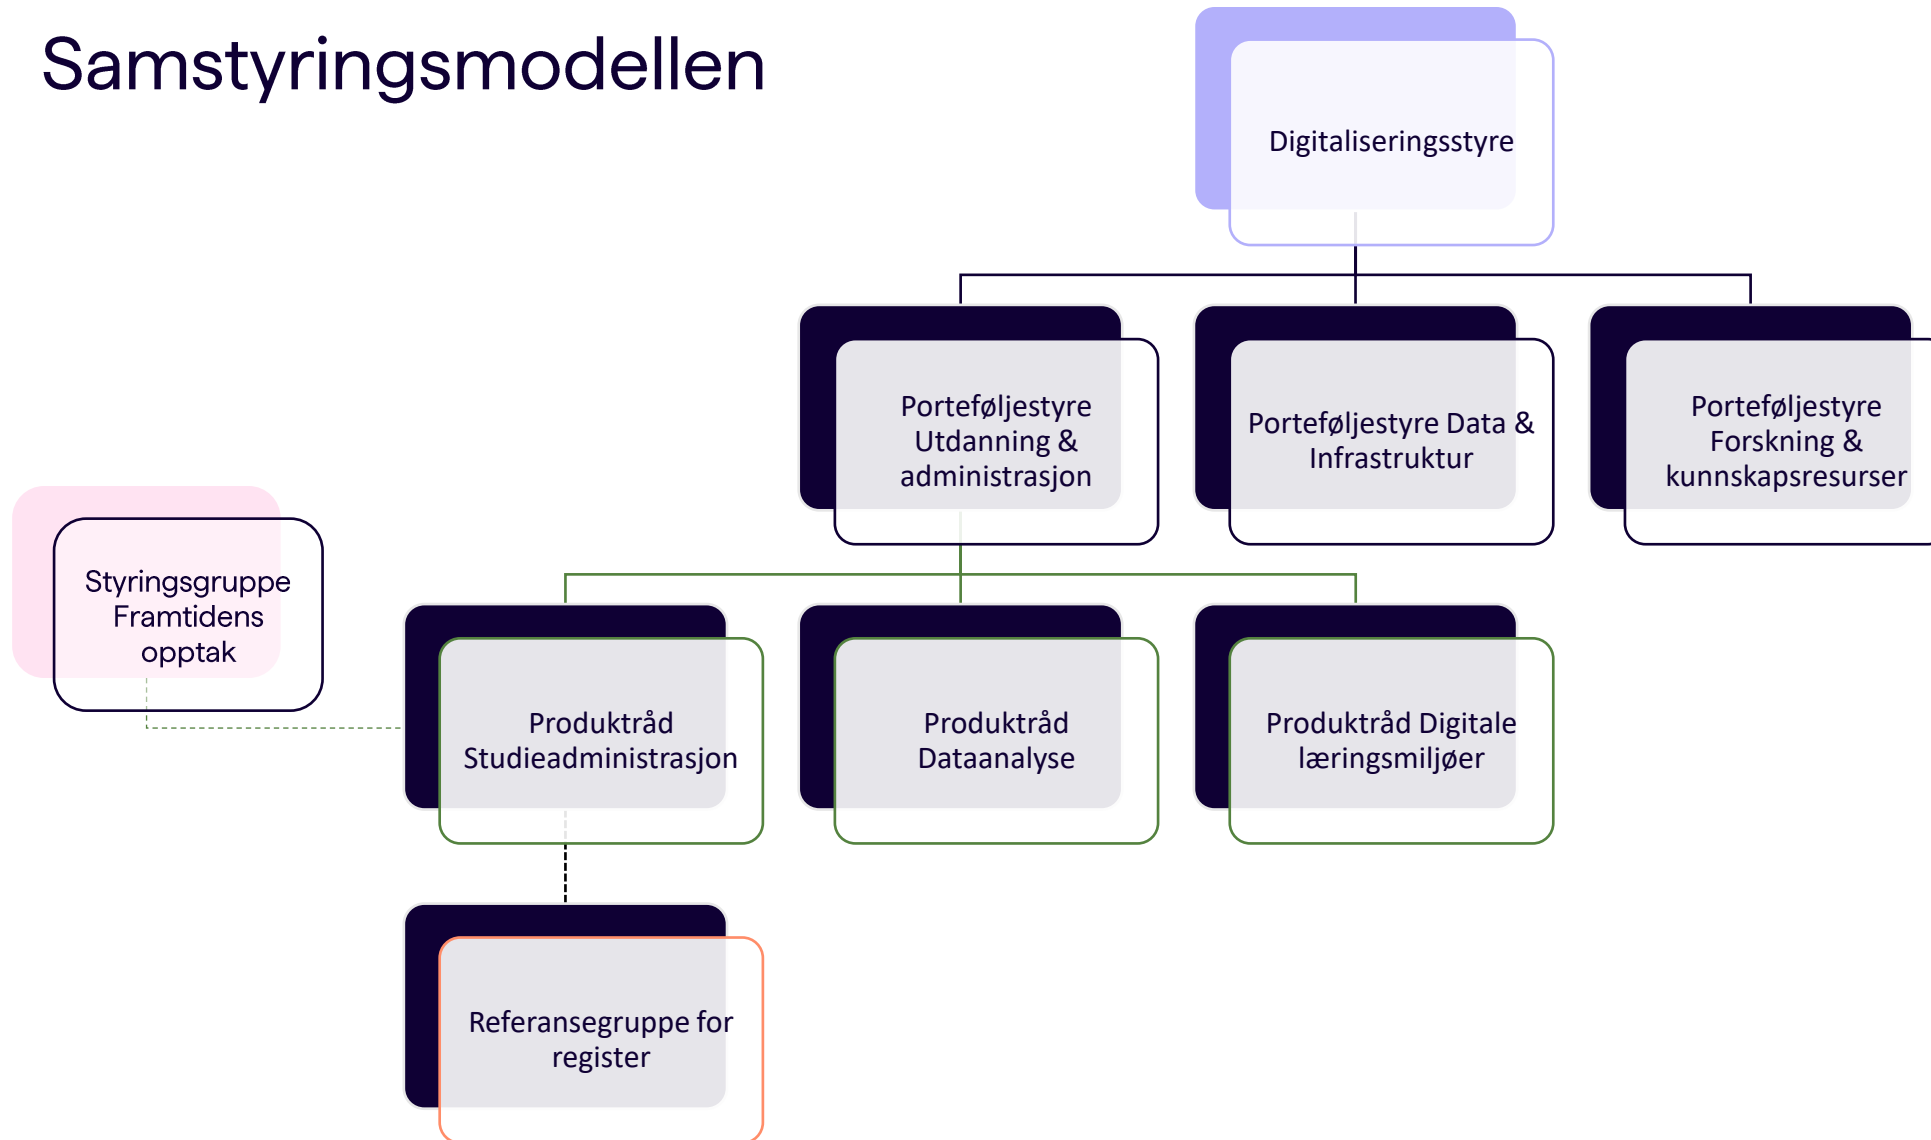 Samstyringsmodellen
Digitaliseringsstyre
Porteføljestyre
Utdanning &
administrasjon
Porteføljestyre Data &
Infrastruktur
Porteføljestyre
Forskning &
kunnskapsresurser
Styringsgruppe
Framtidens
opptak
Produktråd
Studieadministrasjon
Produktråd
Dataanalyse
Produktråd Digitale
læringsmiljøer
Referansegruppe for
register